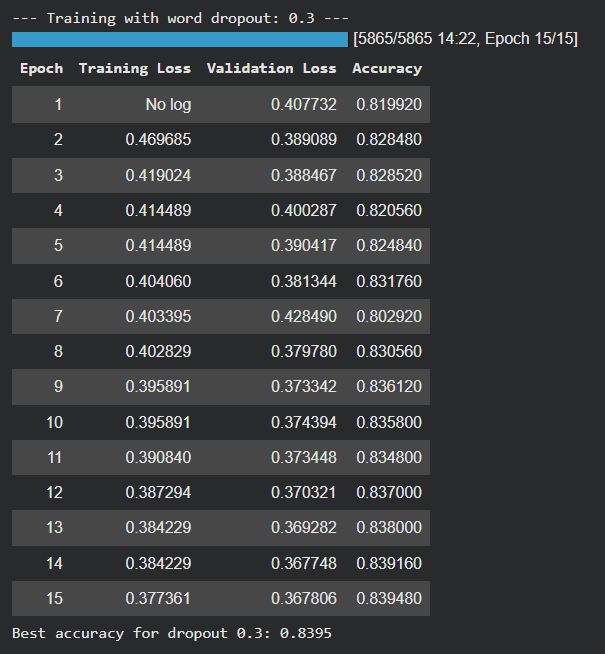 --- Training with word dropout: 0.3 ---
[5865/5865 14:22, Epoch 15/15]
Epoch Training Loss Validation Loss Accuracy
1 No log 0.407732 0.819920
2 0.469685 0.389089 0.828480
3 0.419024 0.388467 0.828520
4 0.414489 0.400287 0.820560
5 0.414489 0.390417 0.824840
6 0.404060 0.381344 0.831760
7 0.403395 0.428490 0.802920
8 0.402829 0.379780 0.830560
9 0.395891 0.373342 0.836120
10 0.395891 0.374394 0.835800
11 0.390840 0.373448 0.834800
12 0.387294 0.370321 0.837000
13 0.384229 0.369282 0.838000
14 0.384229 0.367748 0.839160
15 0.377361 0.367806 0.839480
Best accuracy for dropout 0.3: 0.8395